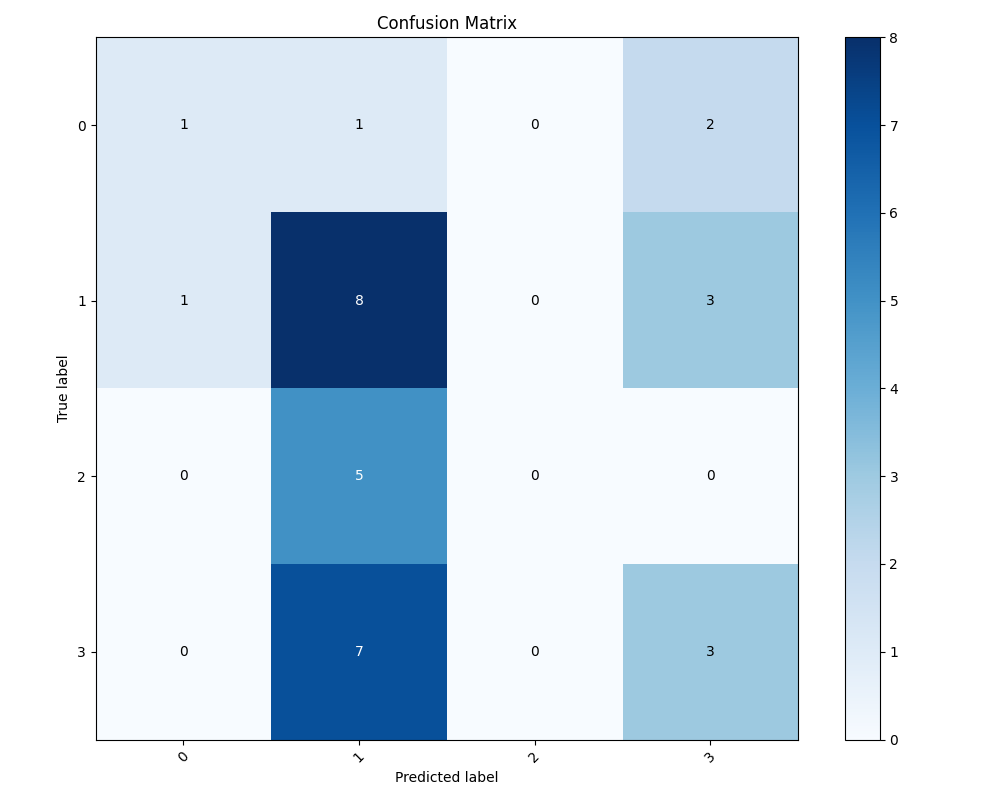 Confusion Matrix
True label
0 1 1 0 2
1 1 8 0 3
2 0 5 0 0
3 0 7 0 3
0 1 2 3
Predicted label
8
7
6
5
4
3
2
1
0